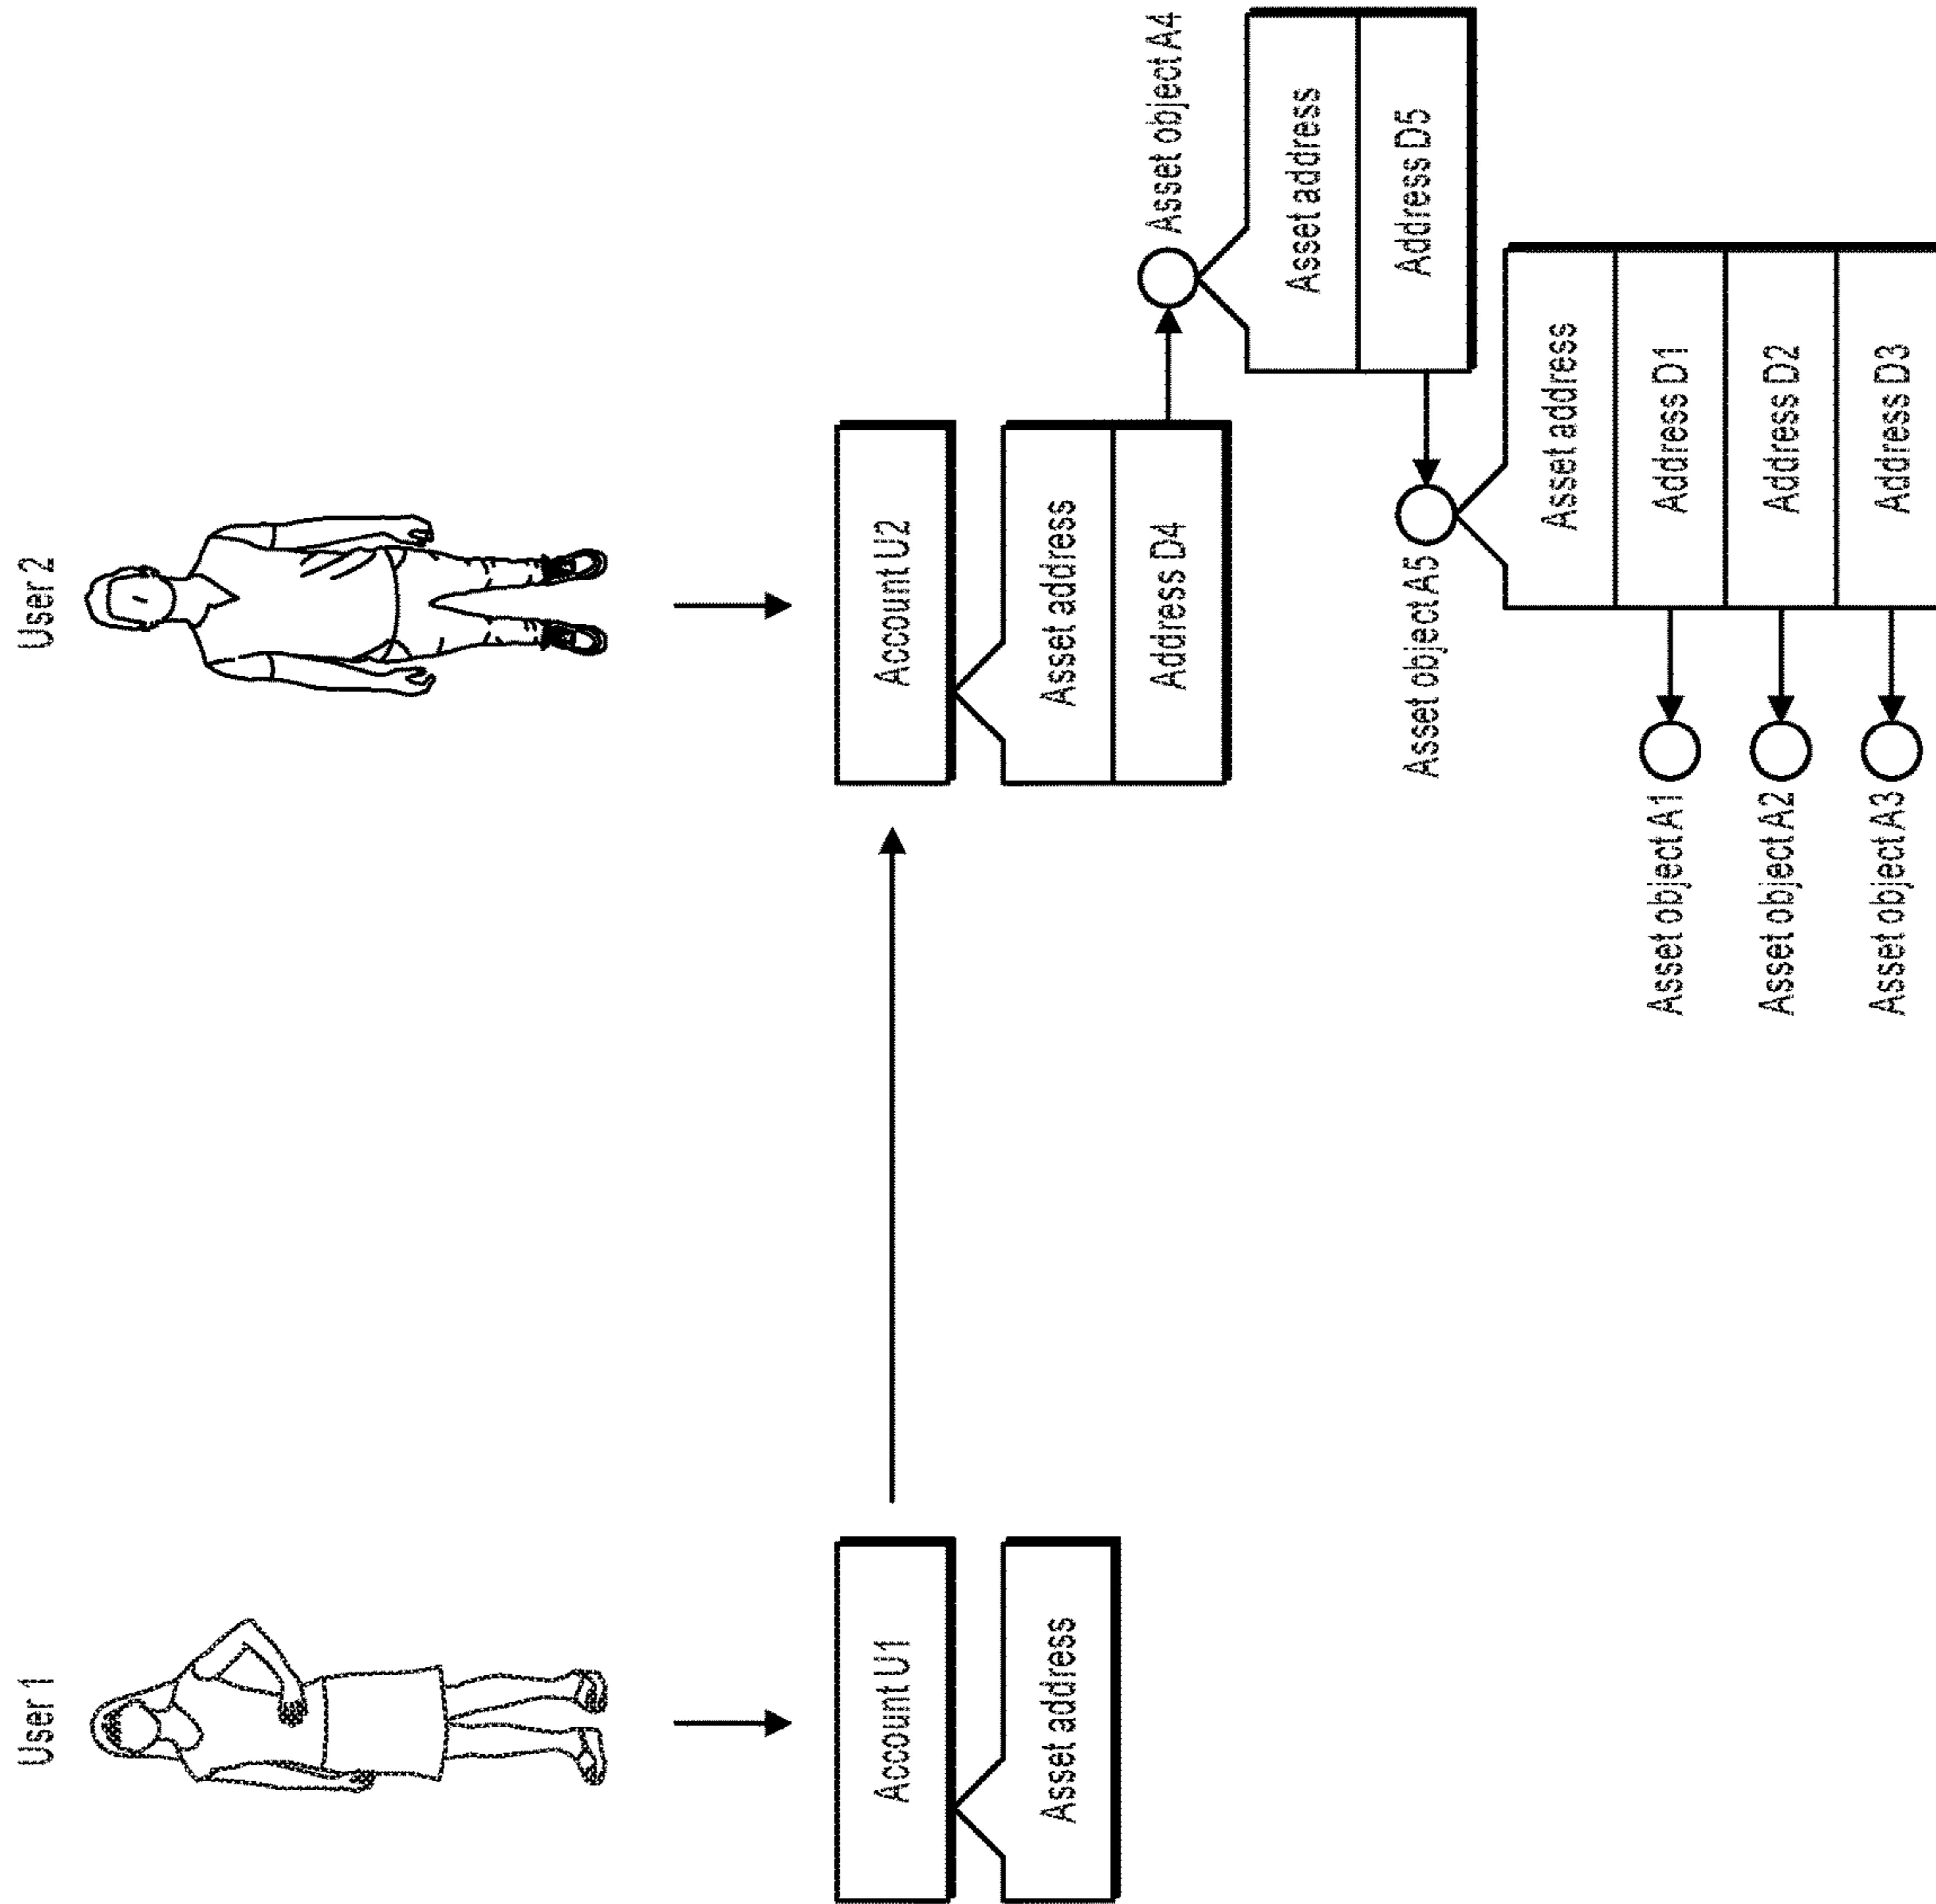 User 1
User 2
Account U1
Account U2
Asset address
Asset address
Address D4
Asset object A4
Asset address
Address D5
Asset object A5
Asset address
Address D1
Address D2
Address D3
Asset object A1
Asset object A2
Asset object A3